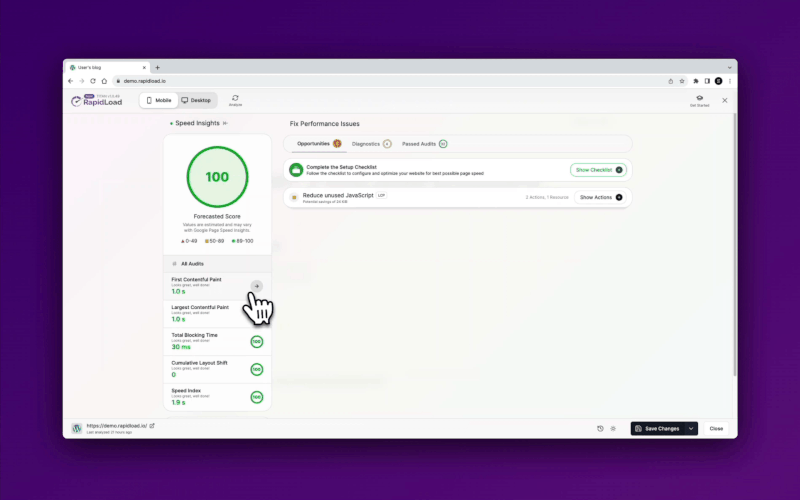 User's blog
demo.rapidload.io
RapidLoad
Mobile
Desktop
Analyze
Get Started
Speed Insights
Fix Performance Issues
Opportunities
Diagnostics
Passed Audits
100
Forecasted Score
Values are estimated and may vary
with Google Page Speed Insights.
0-49
50-89
89-100
Complete the Setup Checklist
Follow the checklist to configure and optimize your website for best possible page speed
Show Checklist
Reduce unused JavaScript
Potential savings of
2 Actions, 1 Resource
Show Actions
All Audits
First Contentful Paint
Looks great, well done!
1.0 s
Largest Contentful Paint
Looks great, well done!
1.0 s
Total Blocking Time
Looks great, well done!
30 ms
100
Cumulative Layout Shift
Looks great, well done!
0
100
Speed Index
Looks great, well done!
1.9 s
100
https://demo.rapidload.io/
Last analyzed 21 hours ago
Save Changes
Close